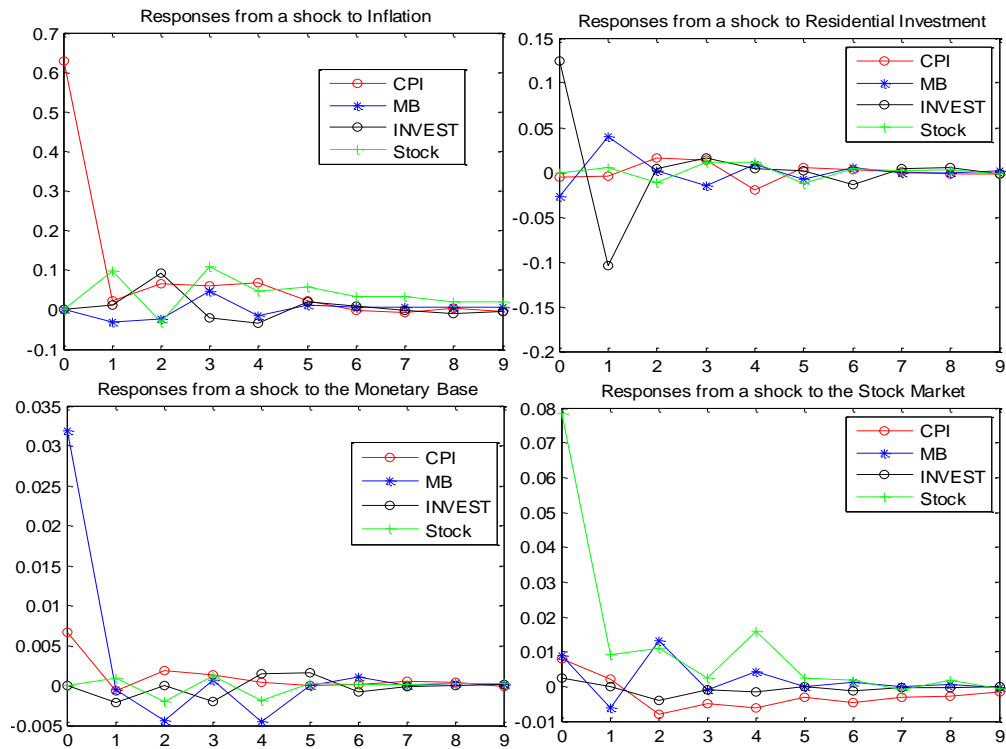 Responses from a shock to Inflation
0.7
0.6
0.5
0.4
0.3
0.2
0.1
0
-0.1
CPI
MB
INVEST
Stock
0 1 2 3 4 5 6 7 8 9
Responses from a shock to Residential Investment
0.15
0.1
0.05
0
-0.05
-0.1
-0.15
-0.2
CPI
MB
INVEST
Stock
0 1 2 3 4 5 6 7 8 9
Responses from a shock to the Monetary Base
0.035
0.03
0.025
0.02
0.015
0.01
0.005
0
-0.005
CPI
MB
INVEST
Stock
0 1 2 3 4 5 6 7 8 9
Responses from a shock to the Stock Market
0.08
0.07
0.06
0.05
0.04
0.03
0.02
0.01
0
-0.01
CPI
MB
INVEST
Stock
0 1 2 3 4 5 6 7 8 9